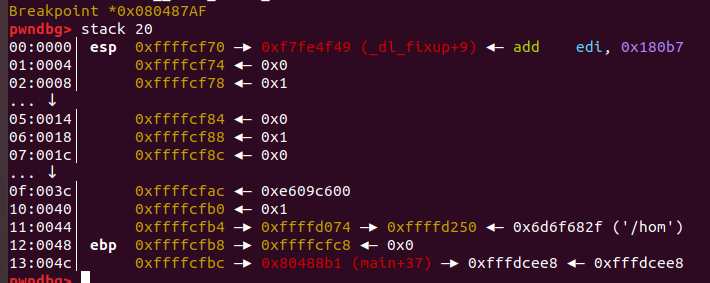 Breakpoint *0x080487AF
pwndbg> stack 20
00:0000│ esp 0xffffcf70 —▸ 0xf7fe4f49 (_dl_fixup+9) ◂— add edi, 0x180b7
01:0004│ 0xffffcf74 ◂— 0x0
02:0008│ 0xffffcf78 ◂— 0x1
... ↓
05:0014│ 0xffffcf84 ◂— 0x0
06:0018│ 0xffffcf88 ◂— 0x1
07:001c│ 0xffffcf8c ◂— 0x0
... ↓
0f:003c│ 0xffffcfac ◂— 0xe609c600
10:0040│ 0xffffcfb0 ◂— 0x1
11:0044│ 0xffffcfb4 —▸ 0xffffd074 —▸ 0xffffd250 ◂— 0x6d6f682f ('/hom')
12:0048│ ebp 0xffffcfb8 —▸ 0xffffcfc8 ◂— 0x0
13:004c│ 0xffffcfbc —▸ 0x80488b1 (main+37) —▸ 0xfffdcee8 ◂— 0xfffdcee8
pwndbg>